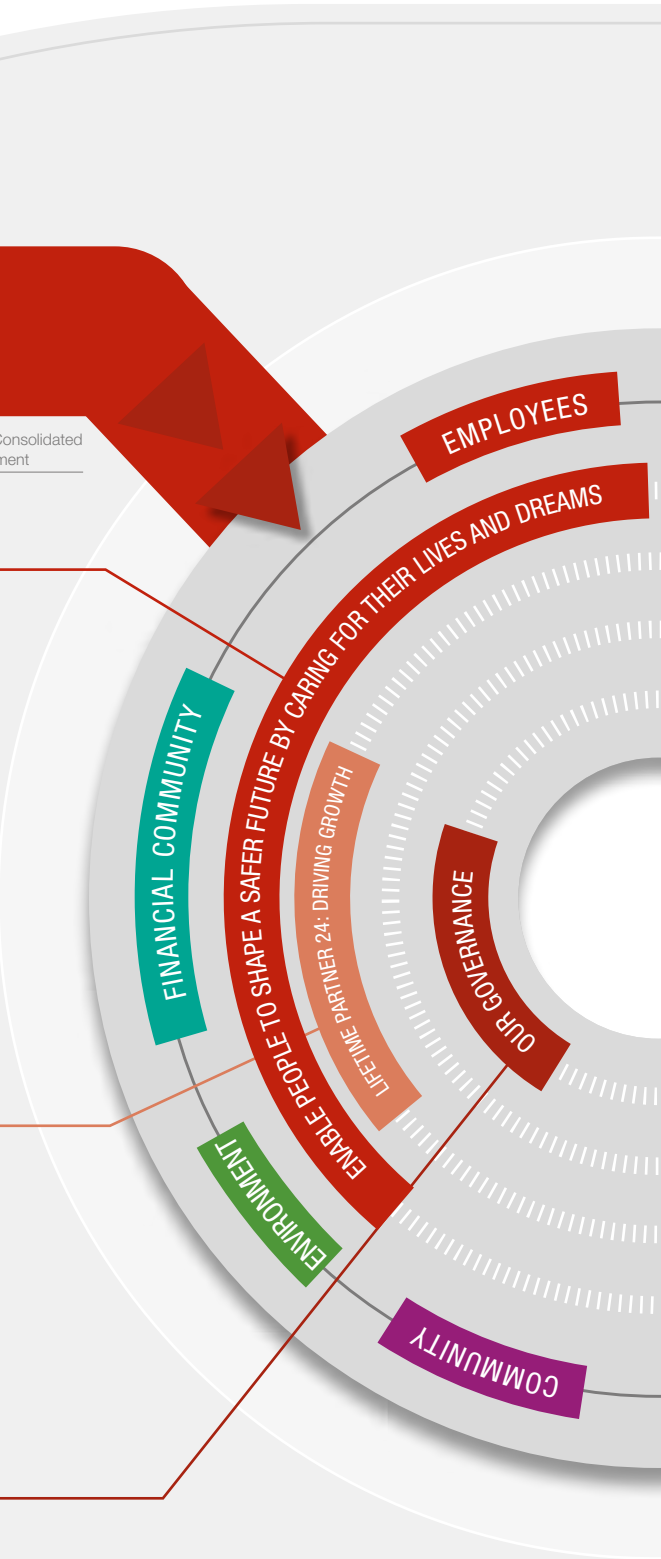 Consolidated
ment
EMPLOYEES
ENABLE PEOPLE TO SHAPE A SAFER FUTURE BY CARING FOR THEIR LIVES AND DREAMS
FINANCIAL COMMUNITY
LIFETIME PARTNER 24: DRIVING GROWTH
OUR GOVERNANCE
ENVIRONMENT
COMMUNITY